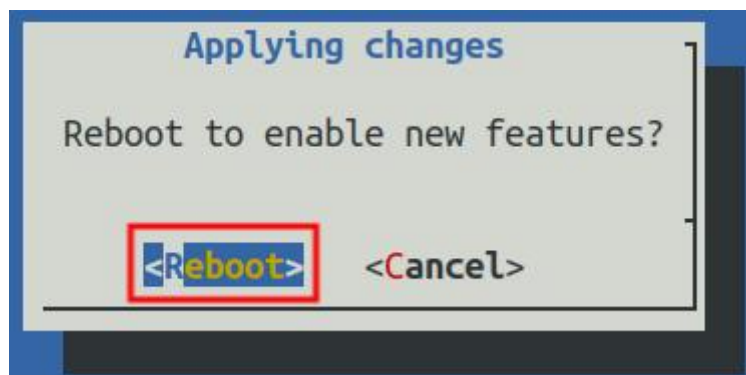 Applying changes
Reboot to enable new features?
<Reboot> <Cancel>